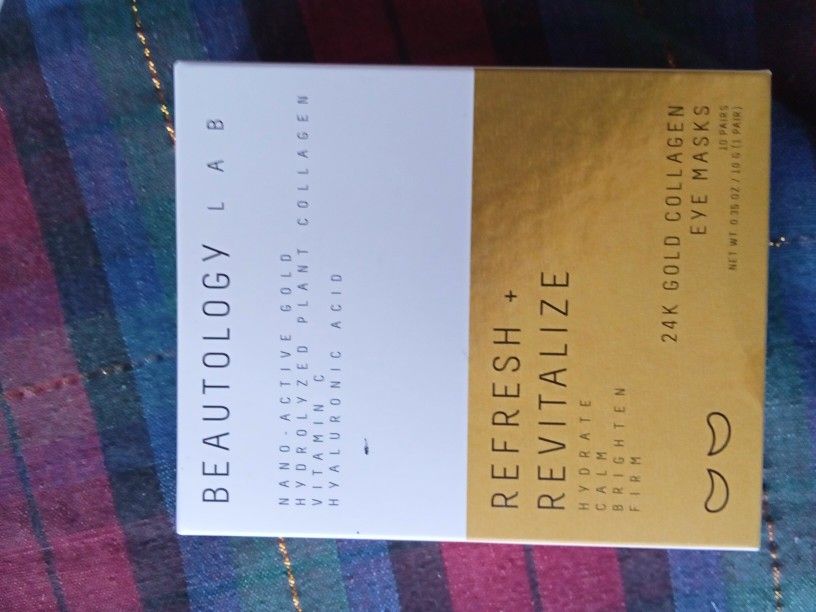 BEAUTOLOGY LAB
NANO-ACTIVE GOLD
HYDROLYZED PLANT COLLAGEN
VITAMIN C
HYALURONIC ACID
REFRESH +
REVITALIZE
HYDRATE
CALM
BRIGHTEN
FIRM
24K GOLD COLLAGEN
EYE MASKS
10 PAIRS
NET WT 0.35 OZ / 10 G (1 PAIR)